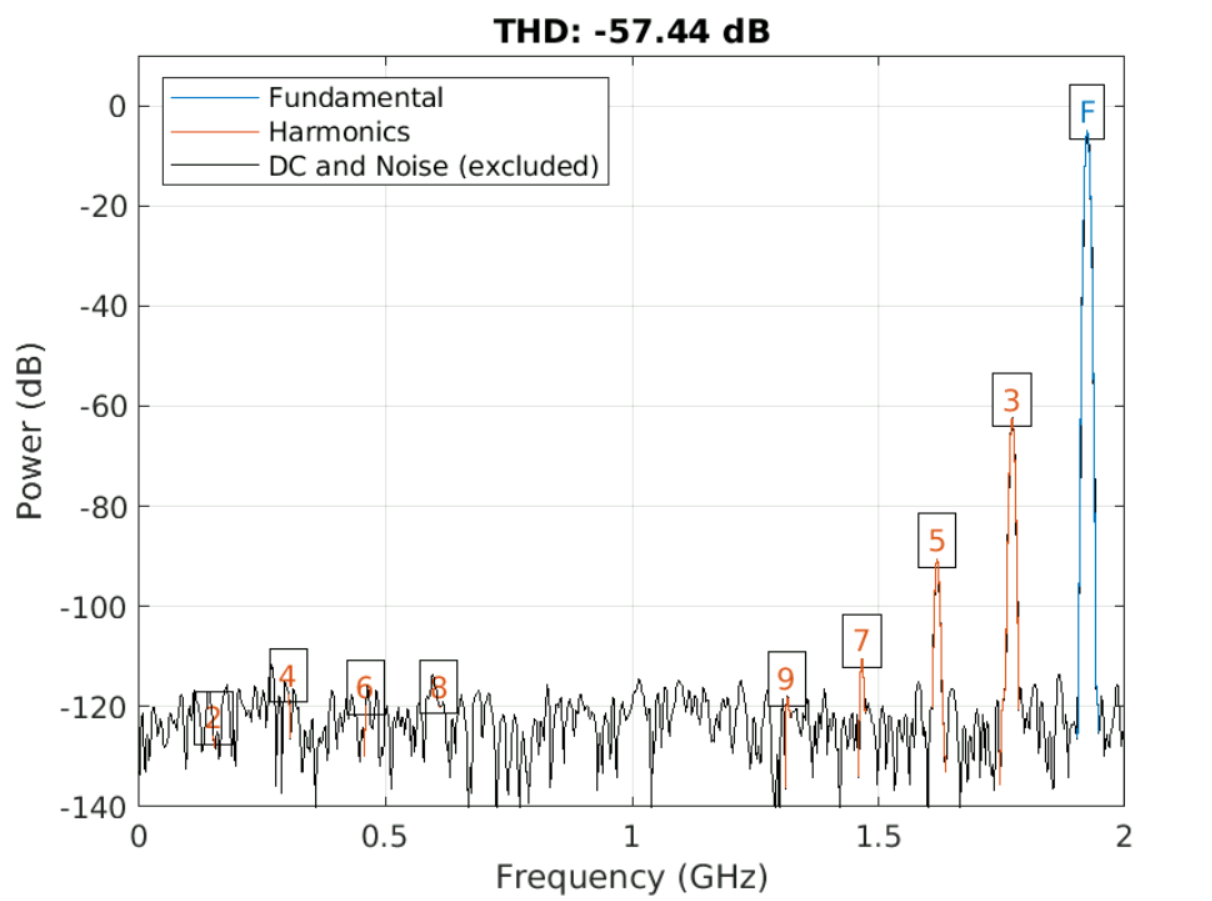 THD: -57.44 dB
Fundamental
Harmonics
DC and Noise (excluded)
F
3
5
7
9
4
6
8
2
0
-20
-40
-60
-80
-100
-120
-140
Power (dB)
0 0.5 1 1.5 2
Frequency (GHz)